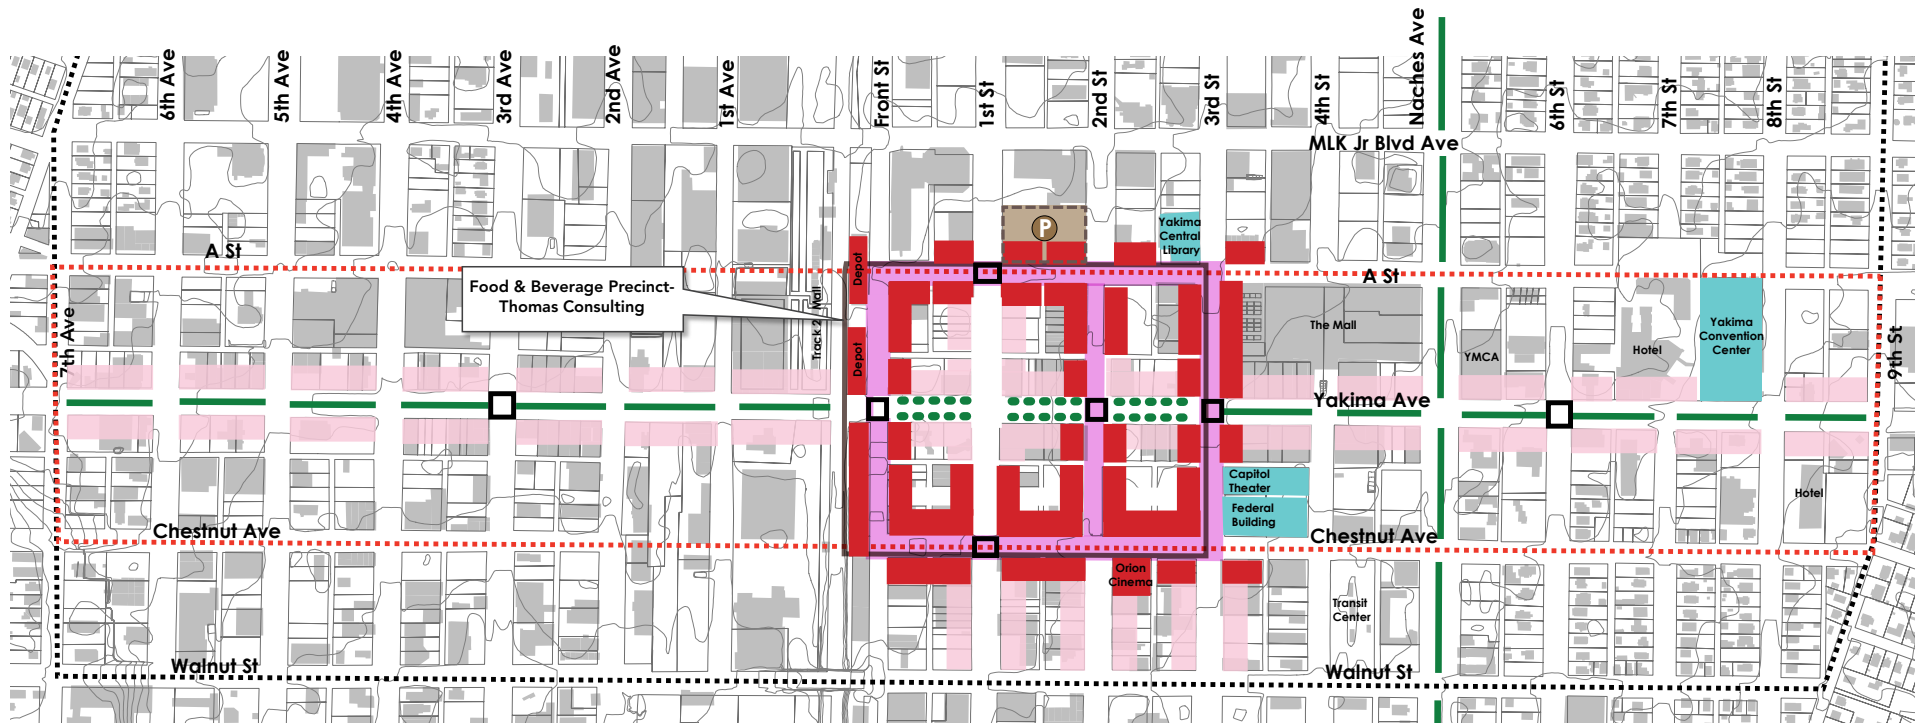 6th Ave
5th Ave
4th Ave
3rd Ave
2nd Ave
1st Ave
Front St
1st St
2nd St
3rd St
4th St
Naches Ave
6th St
7th St
8th St
MLK Jr Blvd Ave
P
Yakima
Central
Library
A St
A St
Depot
Food & Beverage Precinct-
Thomas Consulting
7th Ave
Depot
The Mall
YMCA
Hotel
Yakima
Convention
Center
9th St
Yakima Ave
Capitol
Theater
Federal
Building
Hotel
Chestnut Ave
Chestnut Ave
Orion
Cinema
Transit
Center
Walnut St
Walnut St